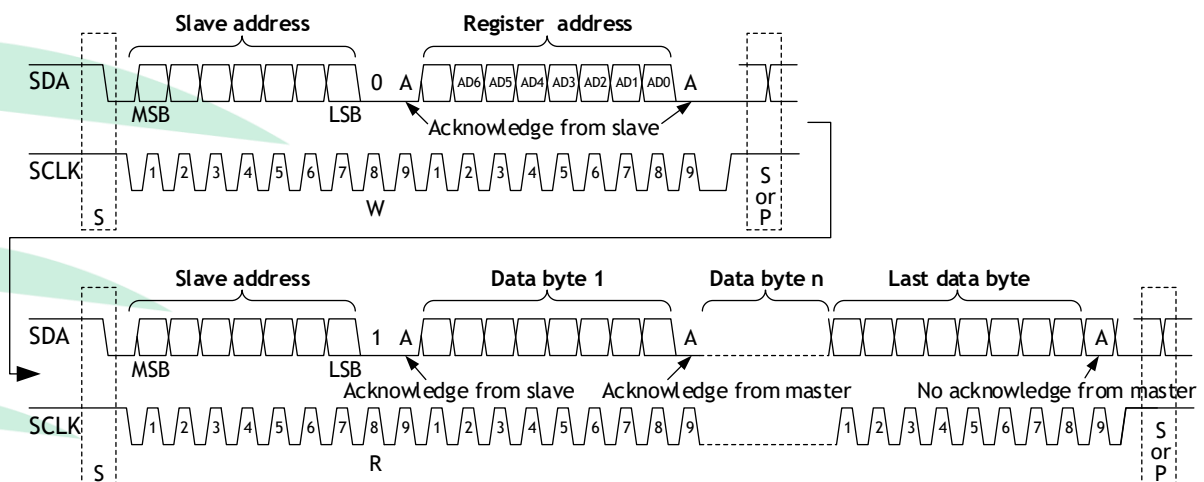 Slave address Register address
SDA 0 A AD6 AD5 AD4 AD3 AD2 AD1 AD0 A
MSB LSB
Acknowledge from slave
SCLK 1 2 3 4 5 6 7 8 9 1 2 3 4 5 6 7 8 9
S
or
P
W
S
Slave address Data byte 1 Data byte n Last data byte
SDA 1 A A A
MSB LSB
Acknowledge from slave Acknowledge from master No acknowledge from master
SCLK 1 2 3 4 5 6 7 8 9 1 2 3 4 5 6 7 8 9 1 2 3 4 5 6 7 8 9
S
or
P
R
S